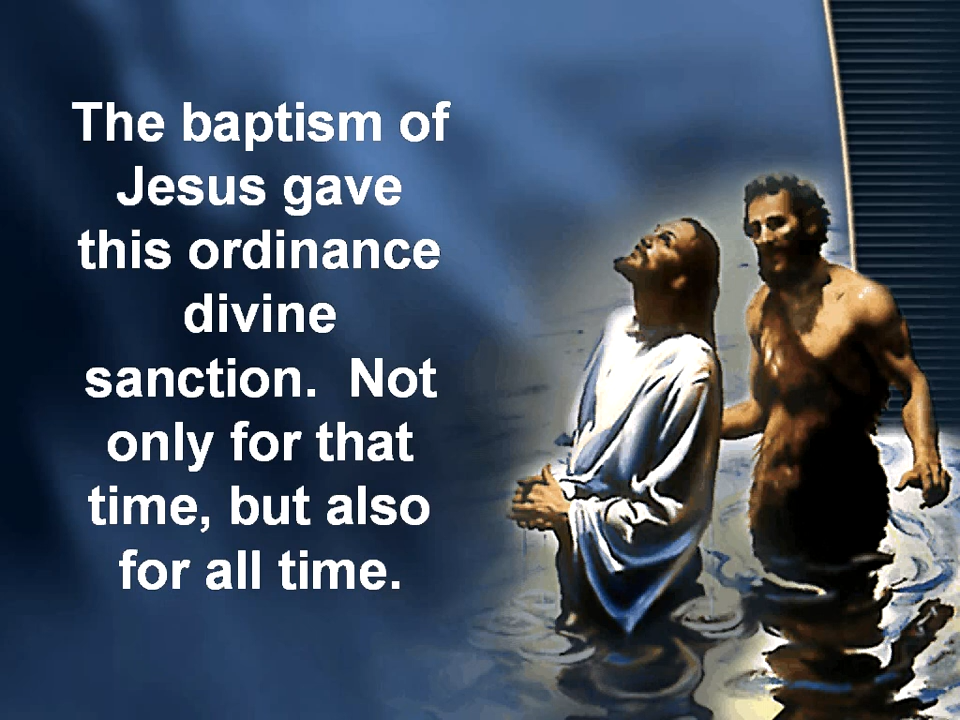 The baptism of
Jesus gave
this ordinance
divine
sanction.  Not
only for that
time, but also
for all time.